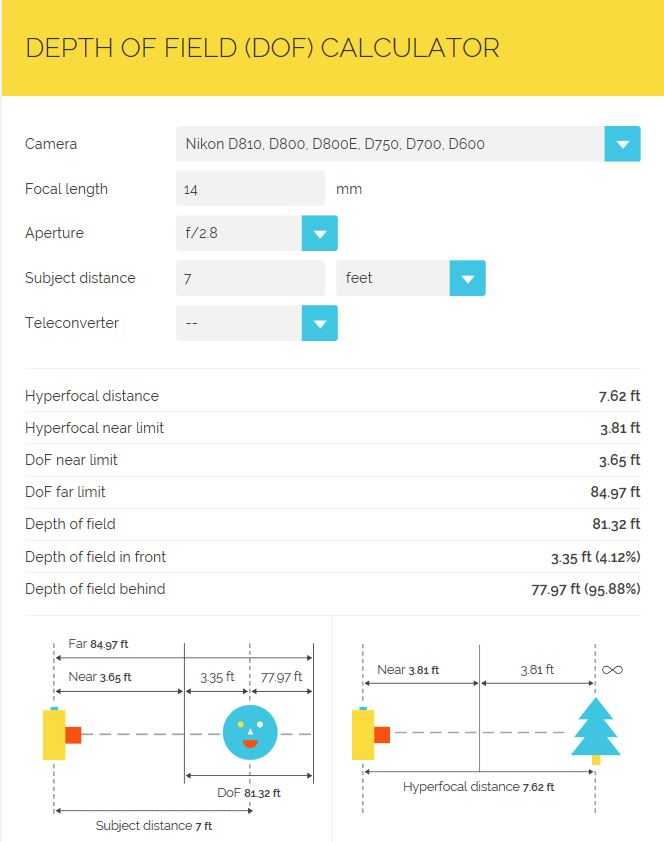 DEPTH OF FIELD (DOF) CALCULATOR
Camera Nikon D810, D800, D800E, D750, D700, D600
Focal length 14 mm
Aperture f/2.8
Subject distance 7 feet
Teleconverter --
Hyperfocal distance 7.62 ft
Hyperfocal near limit 3.81 ft
DoF near limit 3.65 ft
DoF far limit 84.97 ft
Depth of field 81.32 ft
Depth of field in front 3.35 ft (4.12%)
Depth of field behind 77.97 ft (95.88%)
Far 84.97 ft
Near 3.65 ft 3.35 ft 77.97 ft
DoF 81.32 ft
Subject distance 7 ft
Near 3.81 ft 3.81 ft ∞
Hyperfocal distance 7.62 ft